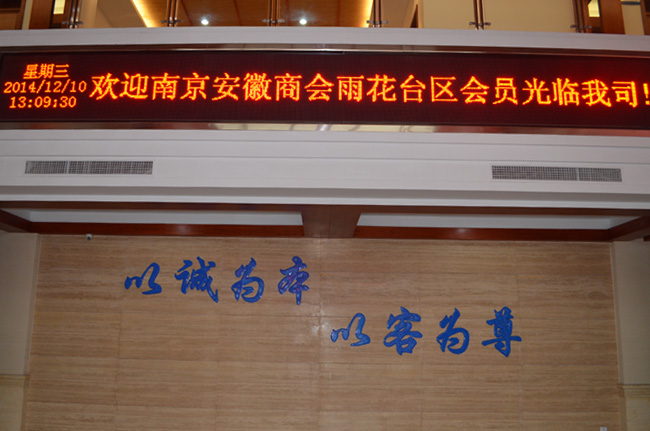 星期三
2014/12/10
13:09:30
欢迎南京安徽商会雨花台区会员光临我司!
以诚为本
以客为尊